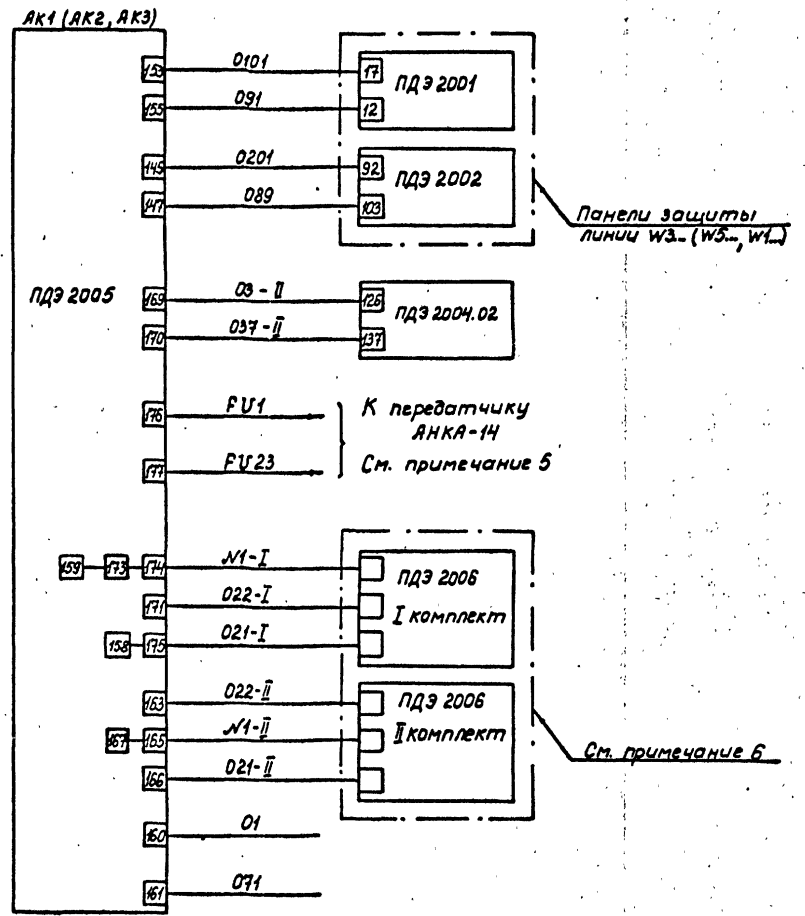 АК1 (АК2, АК3)
153 0101 17 ПДЭ 2001
155 091 12
145 0201 92 ПДЭ 2002
147 089 103
Панели защиты
линии W3... (W5..., W1...)
ПДЭ 2005
169 03 - II 126 ПДЭ 2004.02
170 037-II 137
176 FU1 К передатчику
АНКА-14
177 FU23 См. примечание 5
159 173 174 N1-I ПДЭ 2006
171 022-I I комплект
158 175 021-I
163 022-II ПДЭ 2006
167 165 N1-II II комплект
166 021-II
См. примечание 6
160 01
161 071